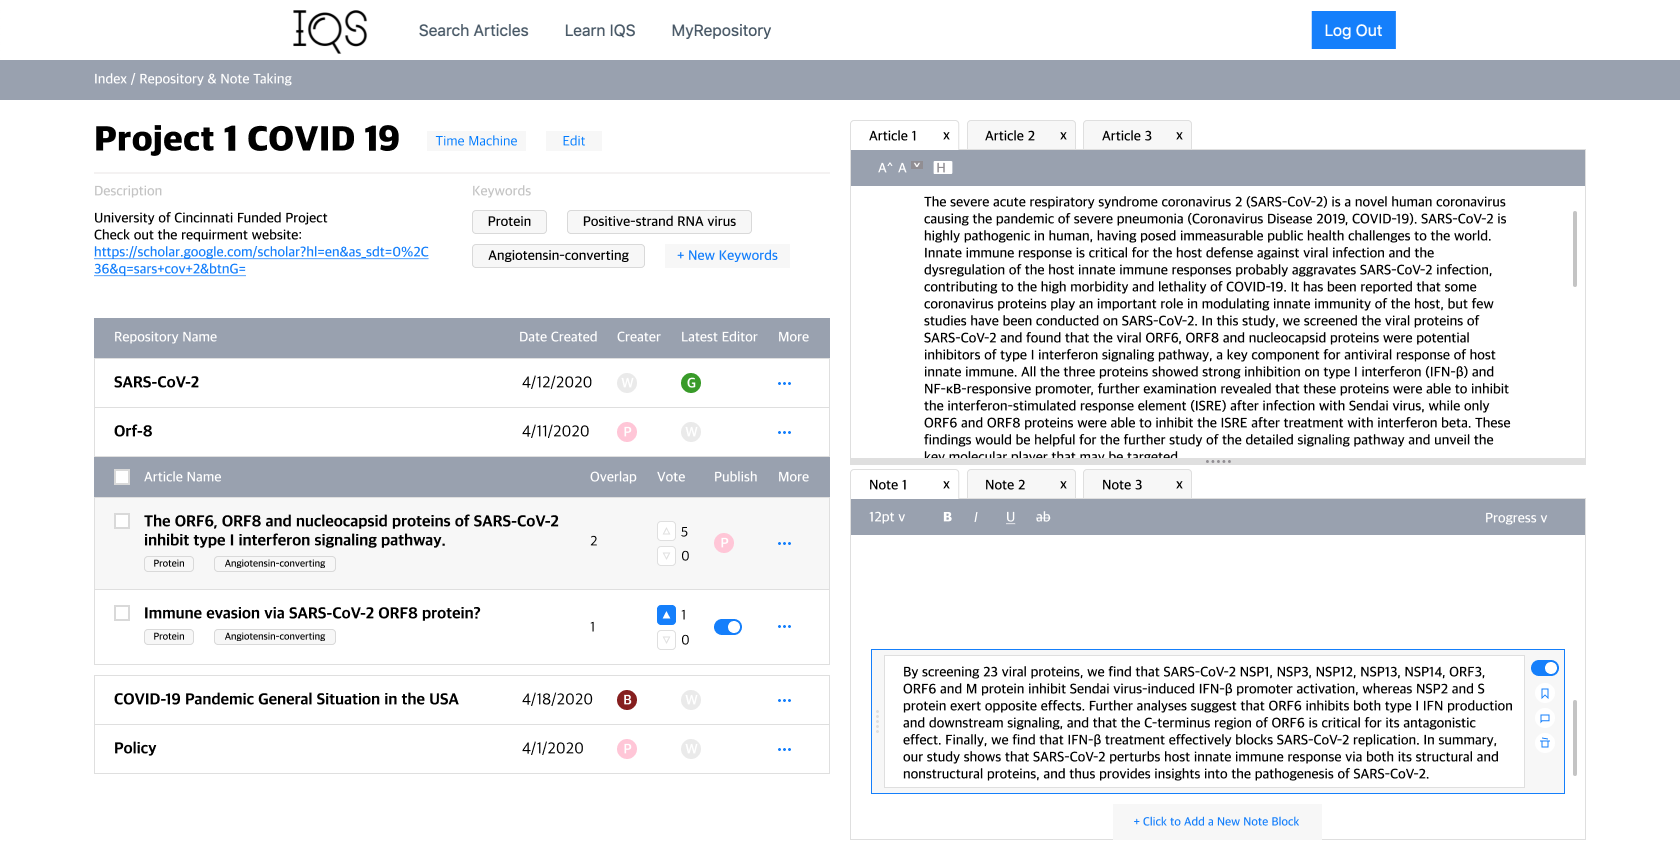 IQS
Search Articles
Learn IQS
MyRepository
Log Out
Index / Repository & Note Taking
Project 1 COVID 19
Time Machine
Edit
Description
University of Cincinnati Funded Project
Check out the requirment website:
https://scholar.google.com/scholar?hl=en&as_sdt=0%2C
36&q=sars+cov+2&btnG=
Keywords
Protein
Positive-strand RNA virus
Angiotensin-converting
+ New Keywords
Repository Name Date Created Creater Latest Editor More
SARS-CoV-2 4/12/2020 W G ...
Orf-8 4/11/2020 P W ...
Article Name Overlap Vote Publish More
The ORF6, ORF8 and nucleocapsid proteins of SARS-CoV-2
inhibit type I interferon signaling pathway.
Protein Angiotensin-converting
2 5 0 P ...
Immune evasion via SARS-CoV-2 ORF8 protein?
Protein Angiotensin-converting
1 1 0 ...
COVID-19 Pandemic General Situation in the USA 4/18/2020 B W ...
Policy 4/1/2020 P W ...
Article 1 x Article 2 x Article 3 x
A^ A ˅ H
The severe acute respiratory syndrome coronavirus 2 (SARS-CoV-2) is a novel human coronavirus
causing the pandemic of severe pneumonia (Coronavirus Disease 2019, COVID-19). SARS-CoV-2 is
highly pathogenic in human, having posed immeasurable public health challenges to the world.
Innate immune response is critical for the host defense against viral infection and the
dysregulation of the host innate immune responses probably aggravates SARS-CoV-2 infection,
contributing to the high morbidity and lethality of COVID-19. It has been reported that some
coronavirus proteins play an important role in modulating innate immunity of the host, but few
studies have been conducted on SARS-CoV-2. In this study, we screened the viral proteins of
SARS-CoV-2 and found that the viral ORF6, ORF8 and nucleocapsid proteins were potential
inhibitors of type I interferon signaling pathway, a key component for antiviral response of host
innate immune. All the three proteins showed strong inhibition on type I interferon (IFN-β) and
NF-κB-responsive promoter, further examination revealed that these proteins were able to inhibit
the interferon-stimulated response element (ISRE) after infection with Sendai virus, while only
ORF6 and ORF8 proteins were able to inhibit the ISRE after treatment with interferon beta. These
findings would be helpful for the further study of the detailed signaling pathway and unveil the
key molecular player that may be targeted.
Note 1 x Note 2 x Note 3 x
12pt v B I U ab Progress v
By screening 23 viral proteins, we find that SARS-CoV-2 NSP1, NSP3, NSP12, NSP13, NSP14, ORF3,
ORF6 and M protein inhibit Sendai virus-induced IFN-β promoter activation, whereas NSP2 and S
protein exert opposite effects. Further analyses suggest that ORF6 inhibits both type I IFN production
and downstream signaling, and that the C-terminus region of ORF6 is critical for its antagonistic
effect. Finally, we find that IFN-β treatment effectively blocks SARS-CoV-2 replication. In summary,
our study shows that SARS-CoV-2 perturbs host innate immune response via both its structural and
nonstructural proteins, and thus provides insights into the pathogenesis of SARS-CoV-2.
+ Click to Add a New Note Block